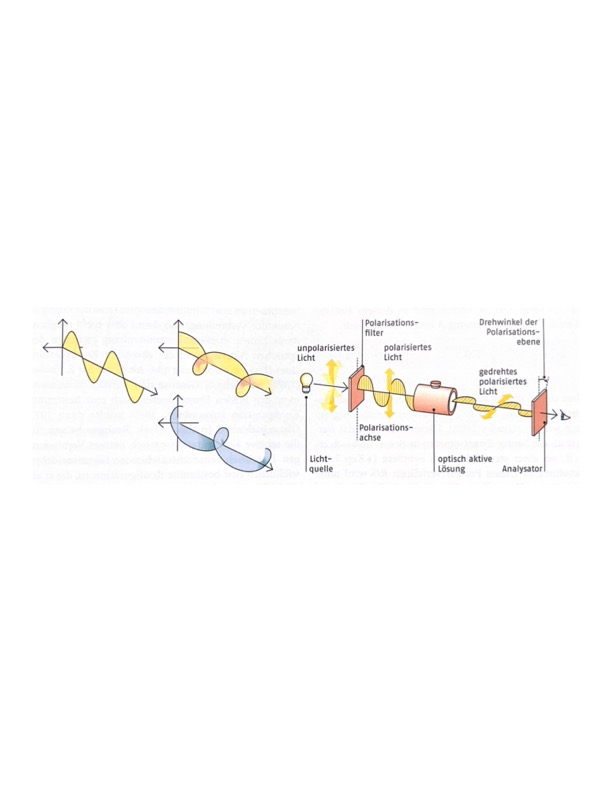 Polarisations-
filter
Drehwinkel der
Polarisations-
ebene
unpolarisiertes
Licht
polarisiertes
Licht
gedrehtes
polarisiertes
Licht
Polarisations-
achse
Licht-
quelle
optisch aktive
Lösung
Analysator